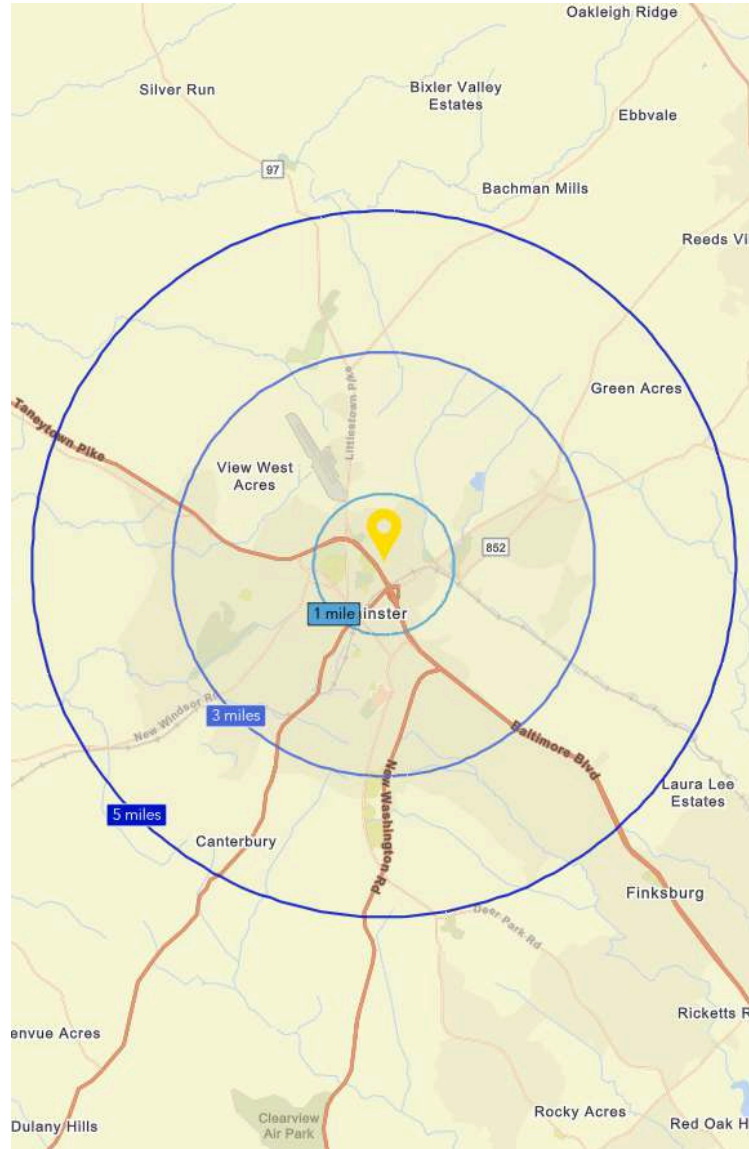 Oakleigh Ridge
Silver Run
Bixler Valley
Estates
Ebbvale
97
Bachman Mills
Reeds Vi
Green Acres
Taneytown Pike
Littlestown Pike
View West
Acres
852
1 mile
inster
New Windsor Rd
3 miles
Baltimore Blvd
Laura Lee
Estates
5 miles
New Washington Rd
Canterbury
Finksburg
Deer Park Rd
Ricketts R
envue Acres
Clearview
Air Park
Rocky Acres
Dulany Hills
Red Oak H